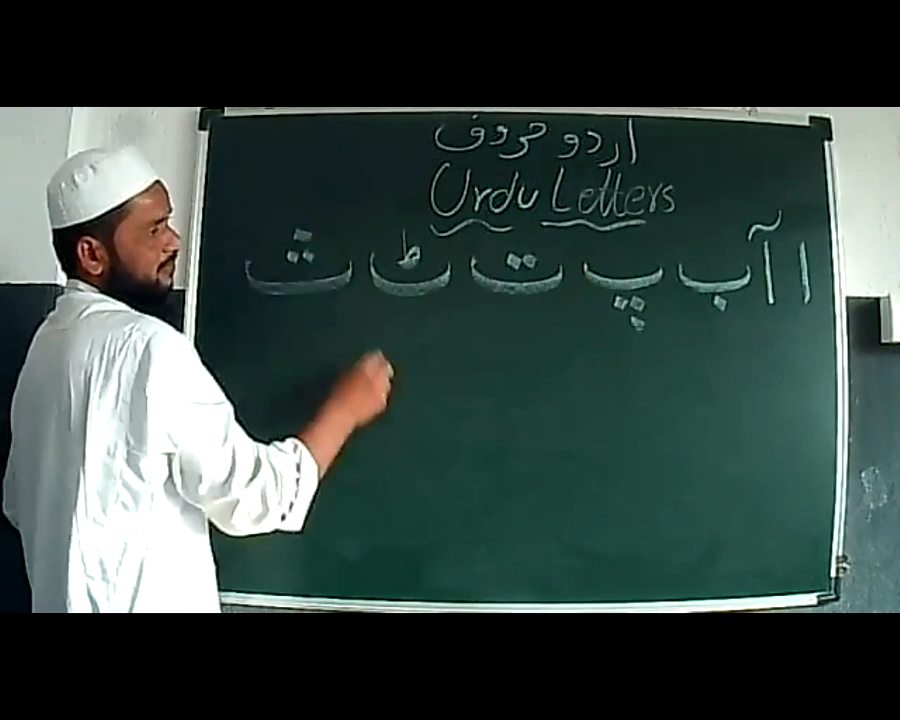 اردو حروف
Urdu Letters
ا آ ب پ ت ٹ ث